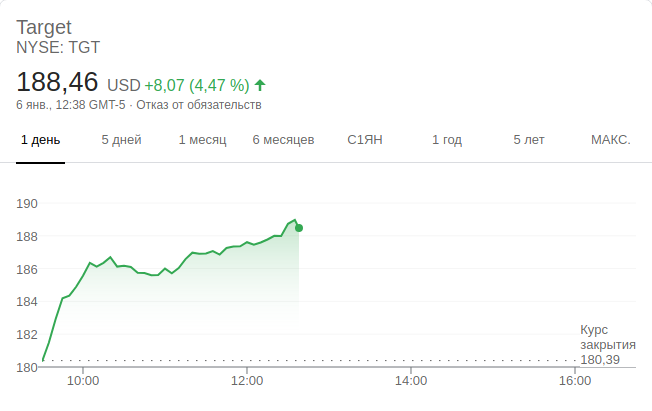 Target
NYSE: TGT
188,46 USD +8,07 (4,47 %)
6 янв., 12:38 GMT-5 · Отказ от обязательств
1 день 5 дней 1 месяц 6 месяцев С1ЯН 1 год 5 лет МАКС.
190
188
186
184
182
180
Курс
закрытия
180,39
10:00 12:00 14:00 16:00